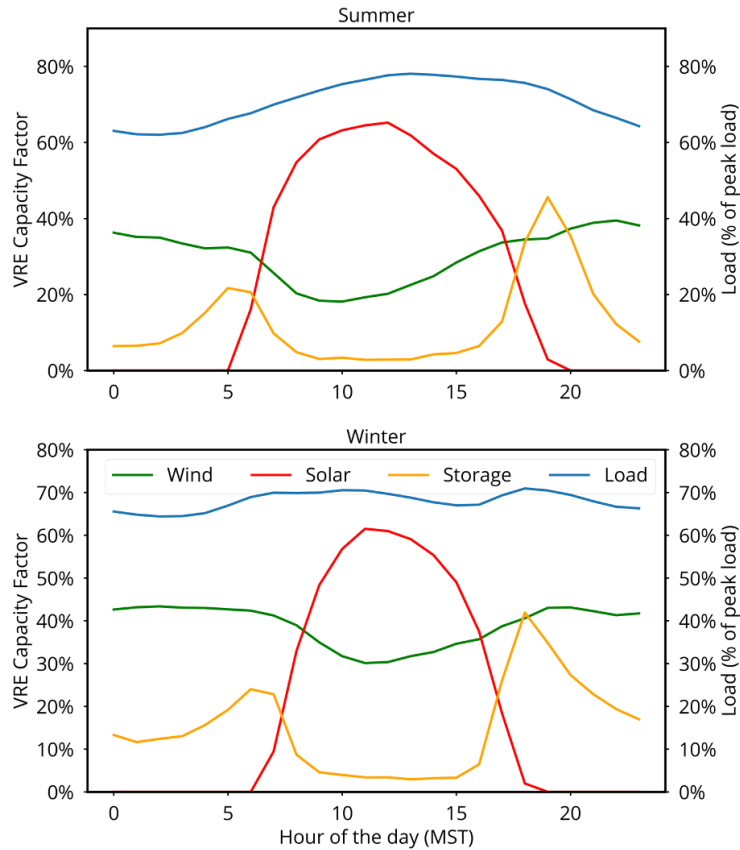 Summer
VRE Capacity Factor
80%
60%
40%
20%
0%
80%
60%
40%
20%
0%
Load (% of peak load)
0 5 10 15 20
Winter
VRE Capacity Factor
80%
70%
60%
50%
40%
30%
20%
10%
0%
Wind Solar Storage Load
80%
70%
60%
50%
40%
30%
20%
10%
0%
Load (% of peak load)
0 5 10 15 20
Hour of the day (MST)